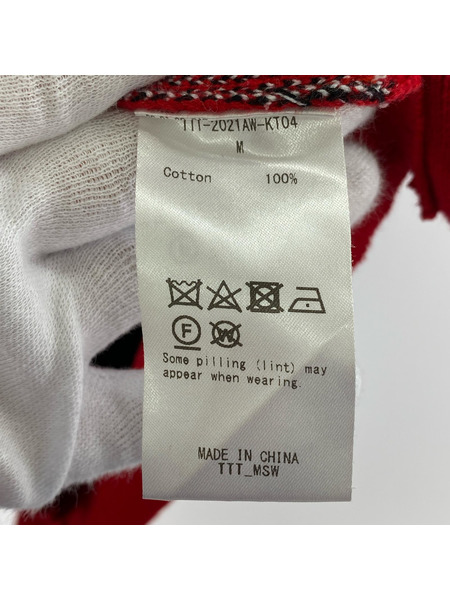 TTT-2021AW-KT04
M
Cotton 100%
F
W
Some pilling (lint) may
appear when wearing.
MADE IN CHINA
TTT_MSW